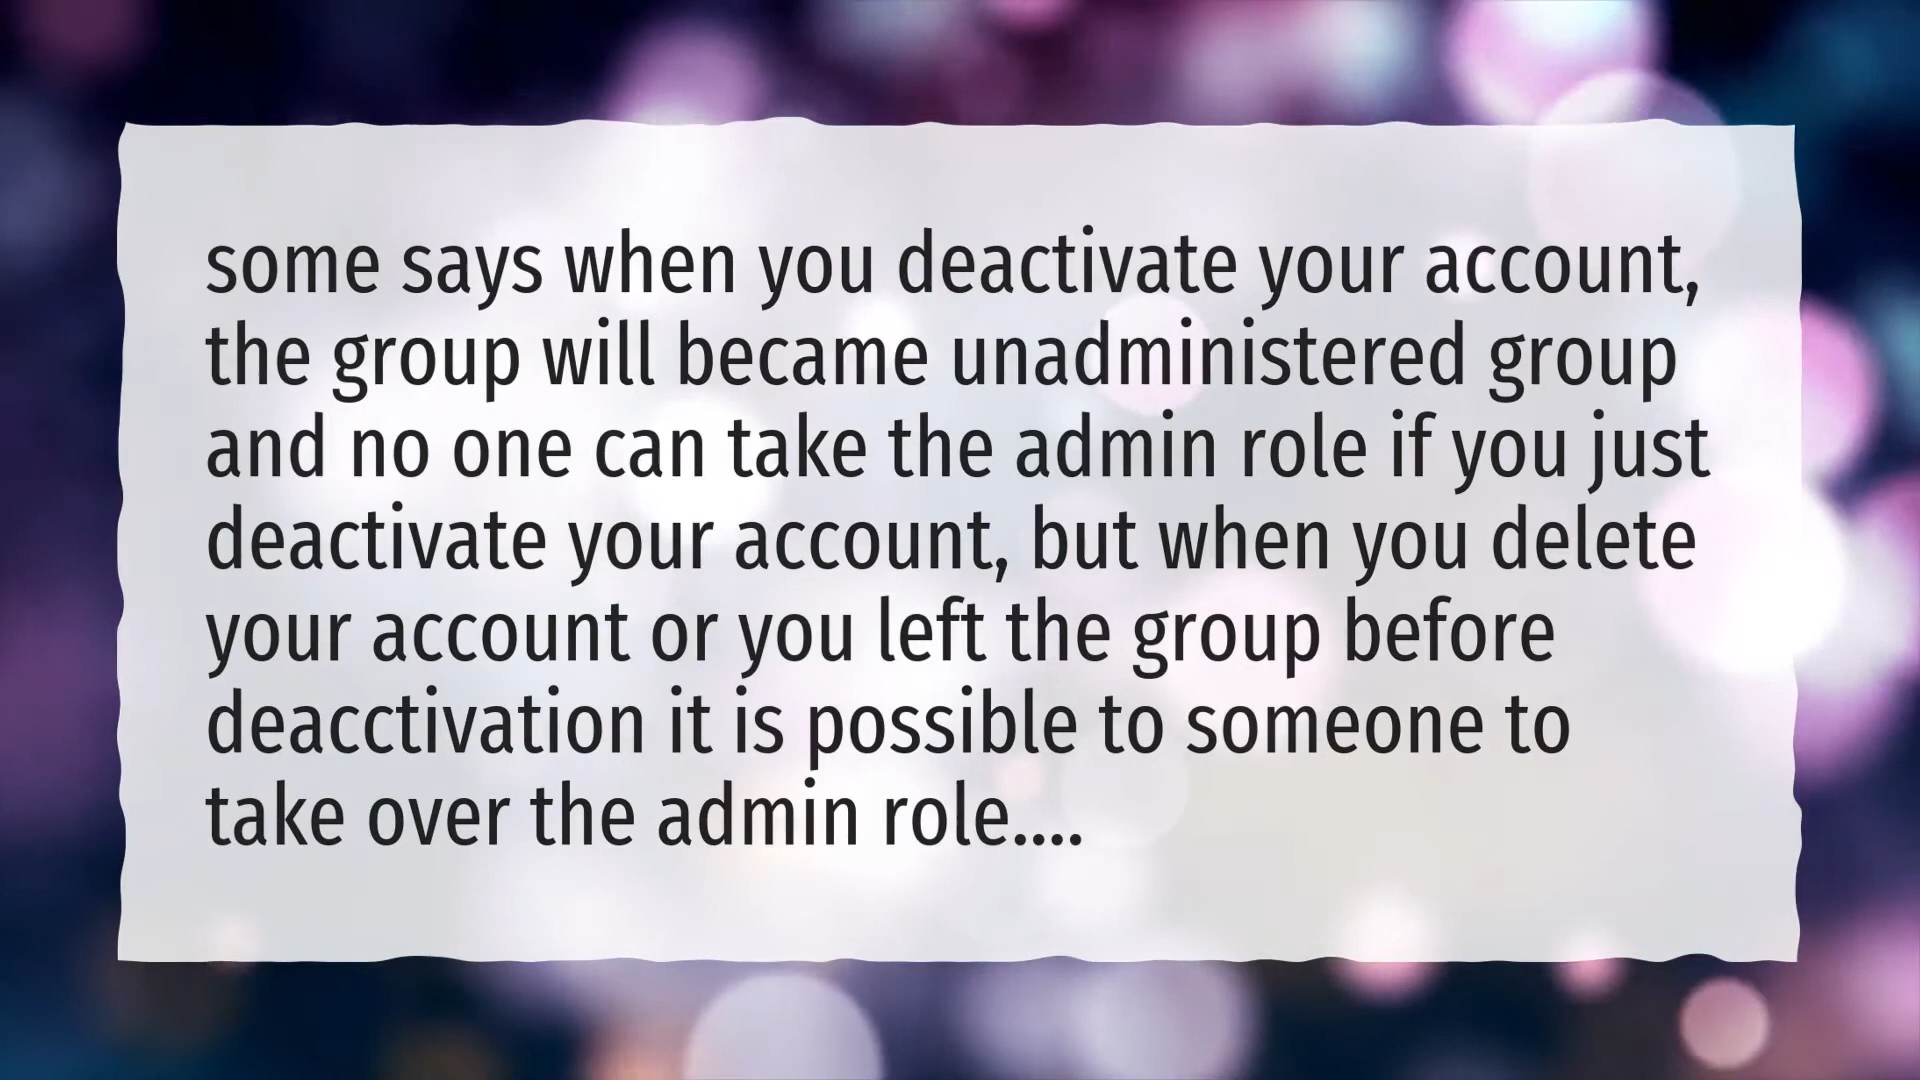 some says when you deactivate your account,
the group will became unadministered group
and no one can take the admin role if you just
deactivate your account, but when you delete
your account or you left the group before
deacctivation it is possible to someone to
take over the admin role....